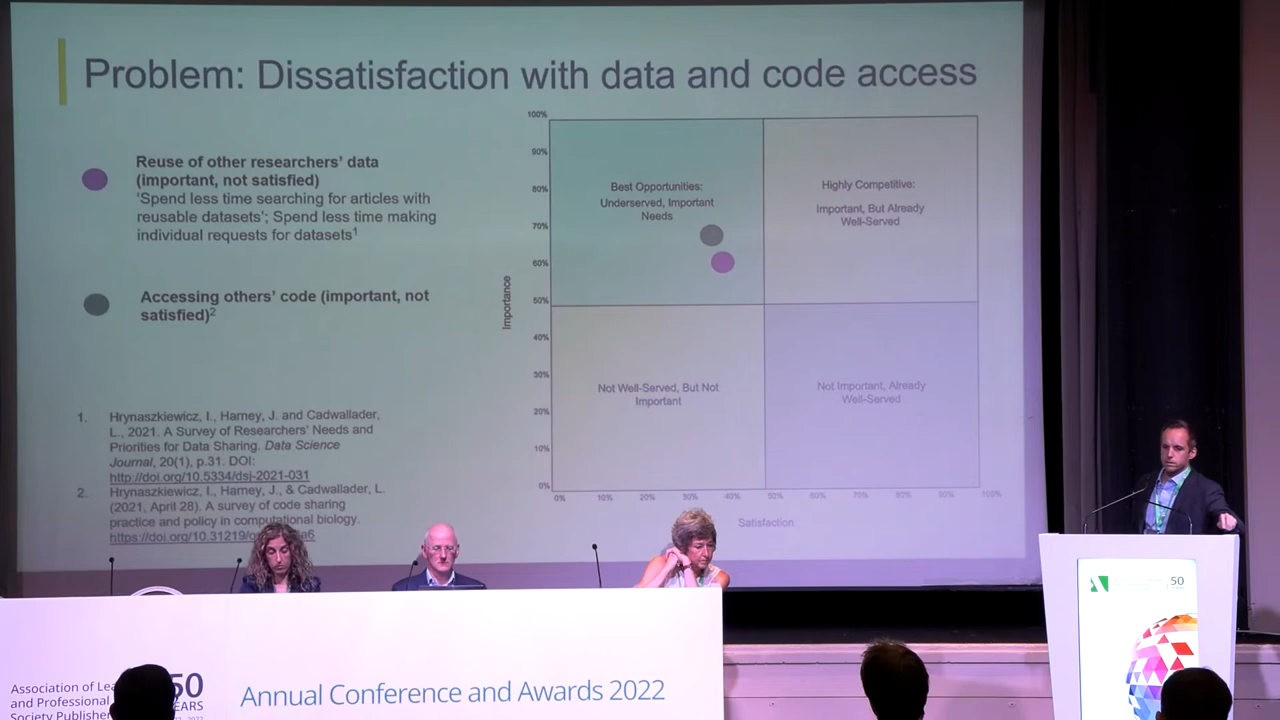 Problem: Dissatisfaction with data and code access
Reuse of other researchers' data
(important, not satisfied)
'Spend less time searching for articles with
reusable datasets'; Spend less time making
individual requests for datasets1
Accessing others' code (important, not
satisfied)2
1. Hrynaszkiewicz, I., Harney, J. and Cadwallader,
L., 2021. A Survey of Researchers' Needs and
Priorities for Data Sharing. Data Science
Journal, 20(1), p.31. DOI:
http://doi.org/10.5334/dsj-2021-031
2. Hrynaszkiewicz, I., Harney, J., & Cadwallader, L.
(2021, April 28). A survey of code sharing
practice and policy in computational biology.
https://doi.org/10.31219/
100%
90%
80%
70%
60%
50%
40%
30%
20%
10%
0%
Importance
Best Opportunities:
Underserved, Important
Needs
Highly Competitive:
Important, But Already
Well-Served
Not Well-Served, But Not
Important
Not Important, Already
Well-Served
0% 10% 20% 30% 40% 50% 60% 70% 80% 90% 100%
Satisfaction
Association of
and Professional
Society
50
YEARS
Annual Conference and Awards 2022
50